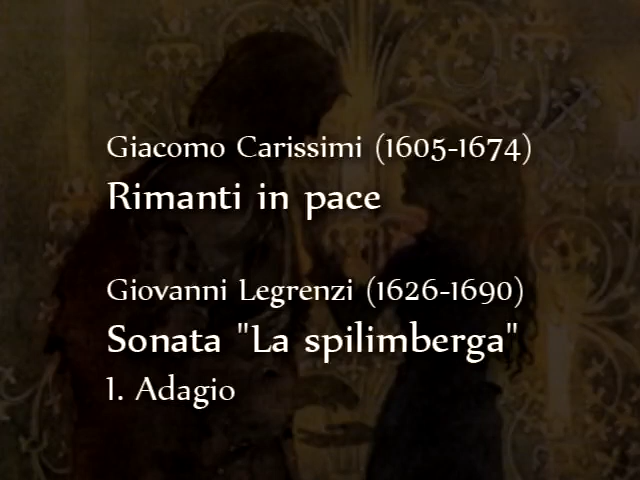 Giacomo Carissimi (1605-1674)
Rimanti in pace
Giovanni Legrenzi (1626-1690)
Sonata "La spilimberga"
1. Adagio